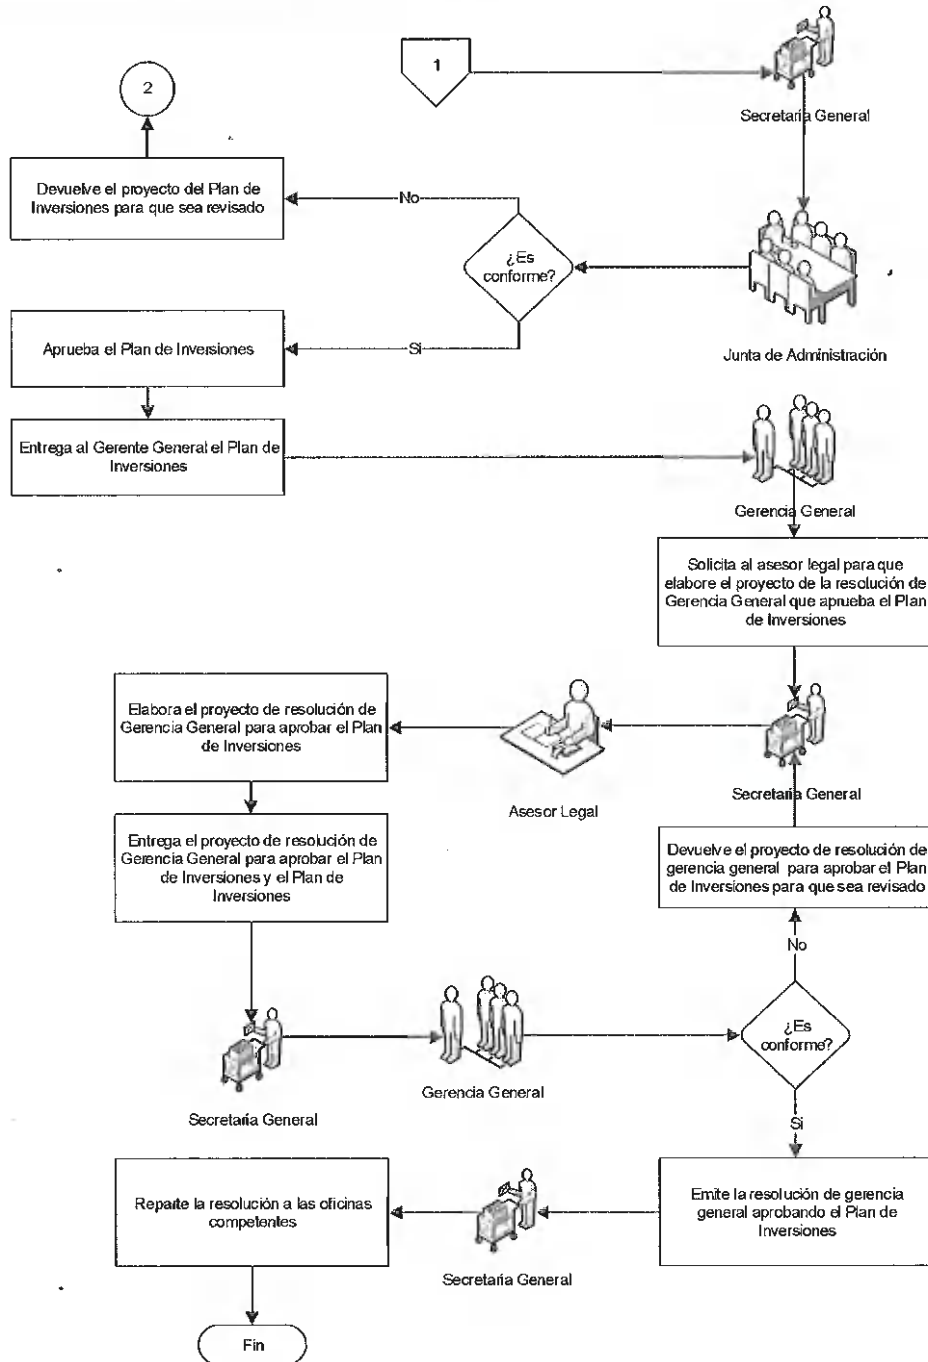 1
Secretaría General
2
Devuelve el proyecto del Plan de
Inversiones para que sea revisado
No
¿Es
conforme?
Junta de Administración
Si
Aprueba el Plan de Inversiones
Entrega al Gerente General el Plan de
Inversiones
Gerencia General
Solicita al asesor legal para que
elabore el proyecto de la resolución de
Gerencia General que aprueba el Plan
de Inversiones
Secretaría General
Asesor Legal
Elabora el proyecto de resolución de
Gerencia General para aprobar el Plan
de Inversiones
Entrega el proyecto de resolución de
Gerencia General para aprobar el Plan
de Inversiones y el Plan de
Inversiones
Devuelve el proyecto de resolución de
gerencia general para aprobar el Plan
de Inversiones para que sea revisado
No
¿Es
conforme?
Gerencia General
Secretaría General
Si
Emite la resolución de gerencia
general aprobando el Plan de
Inversiones
Secretaría General
Reparte la resolución a las oficinas
competentes
Fin